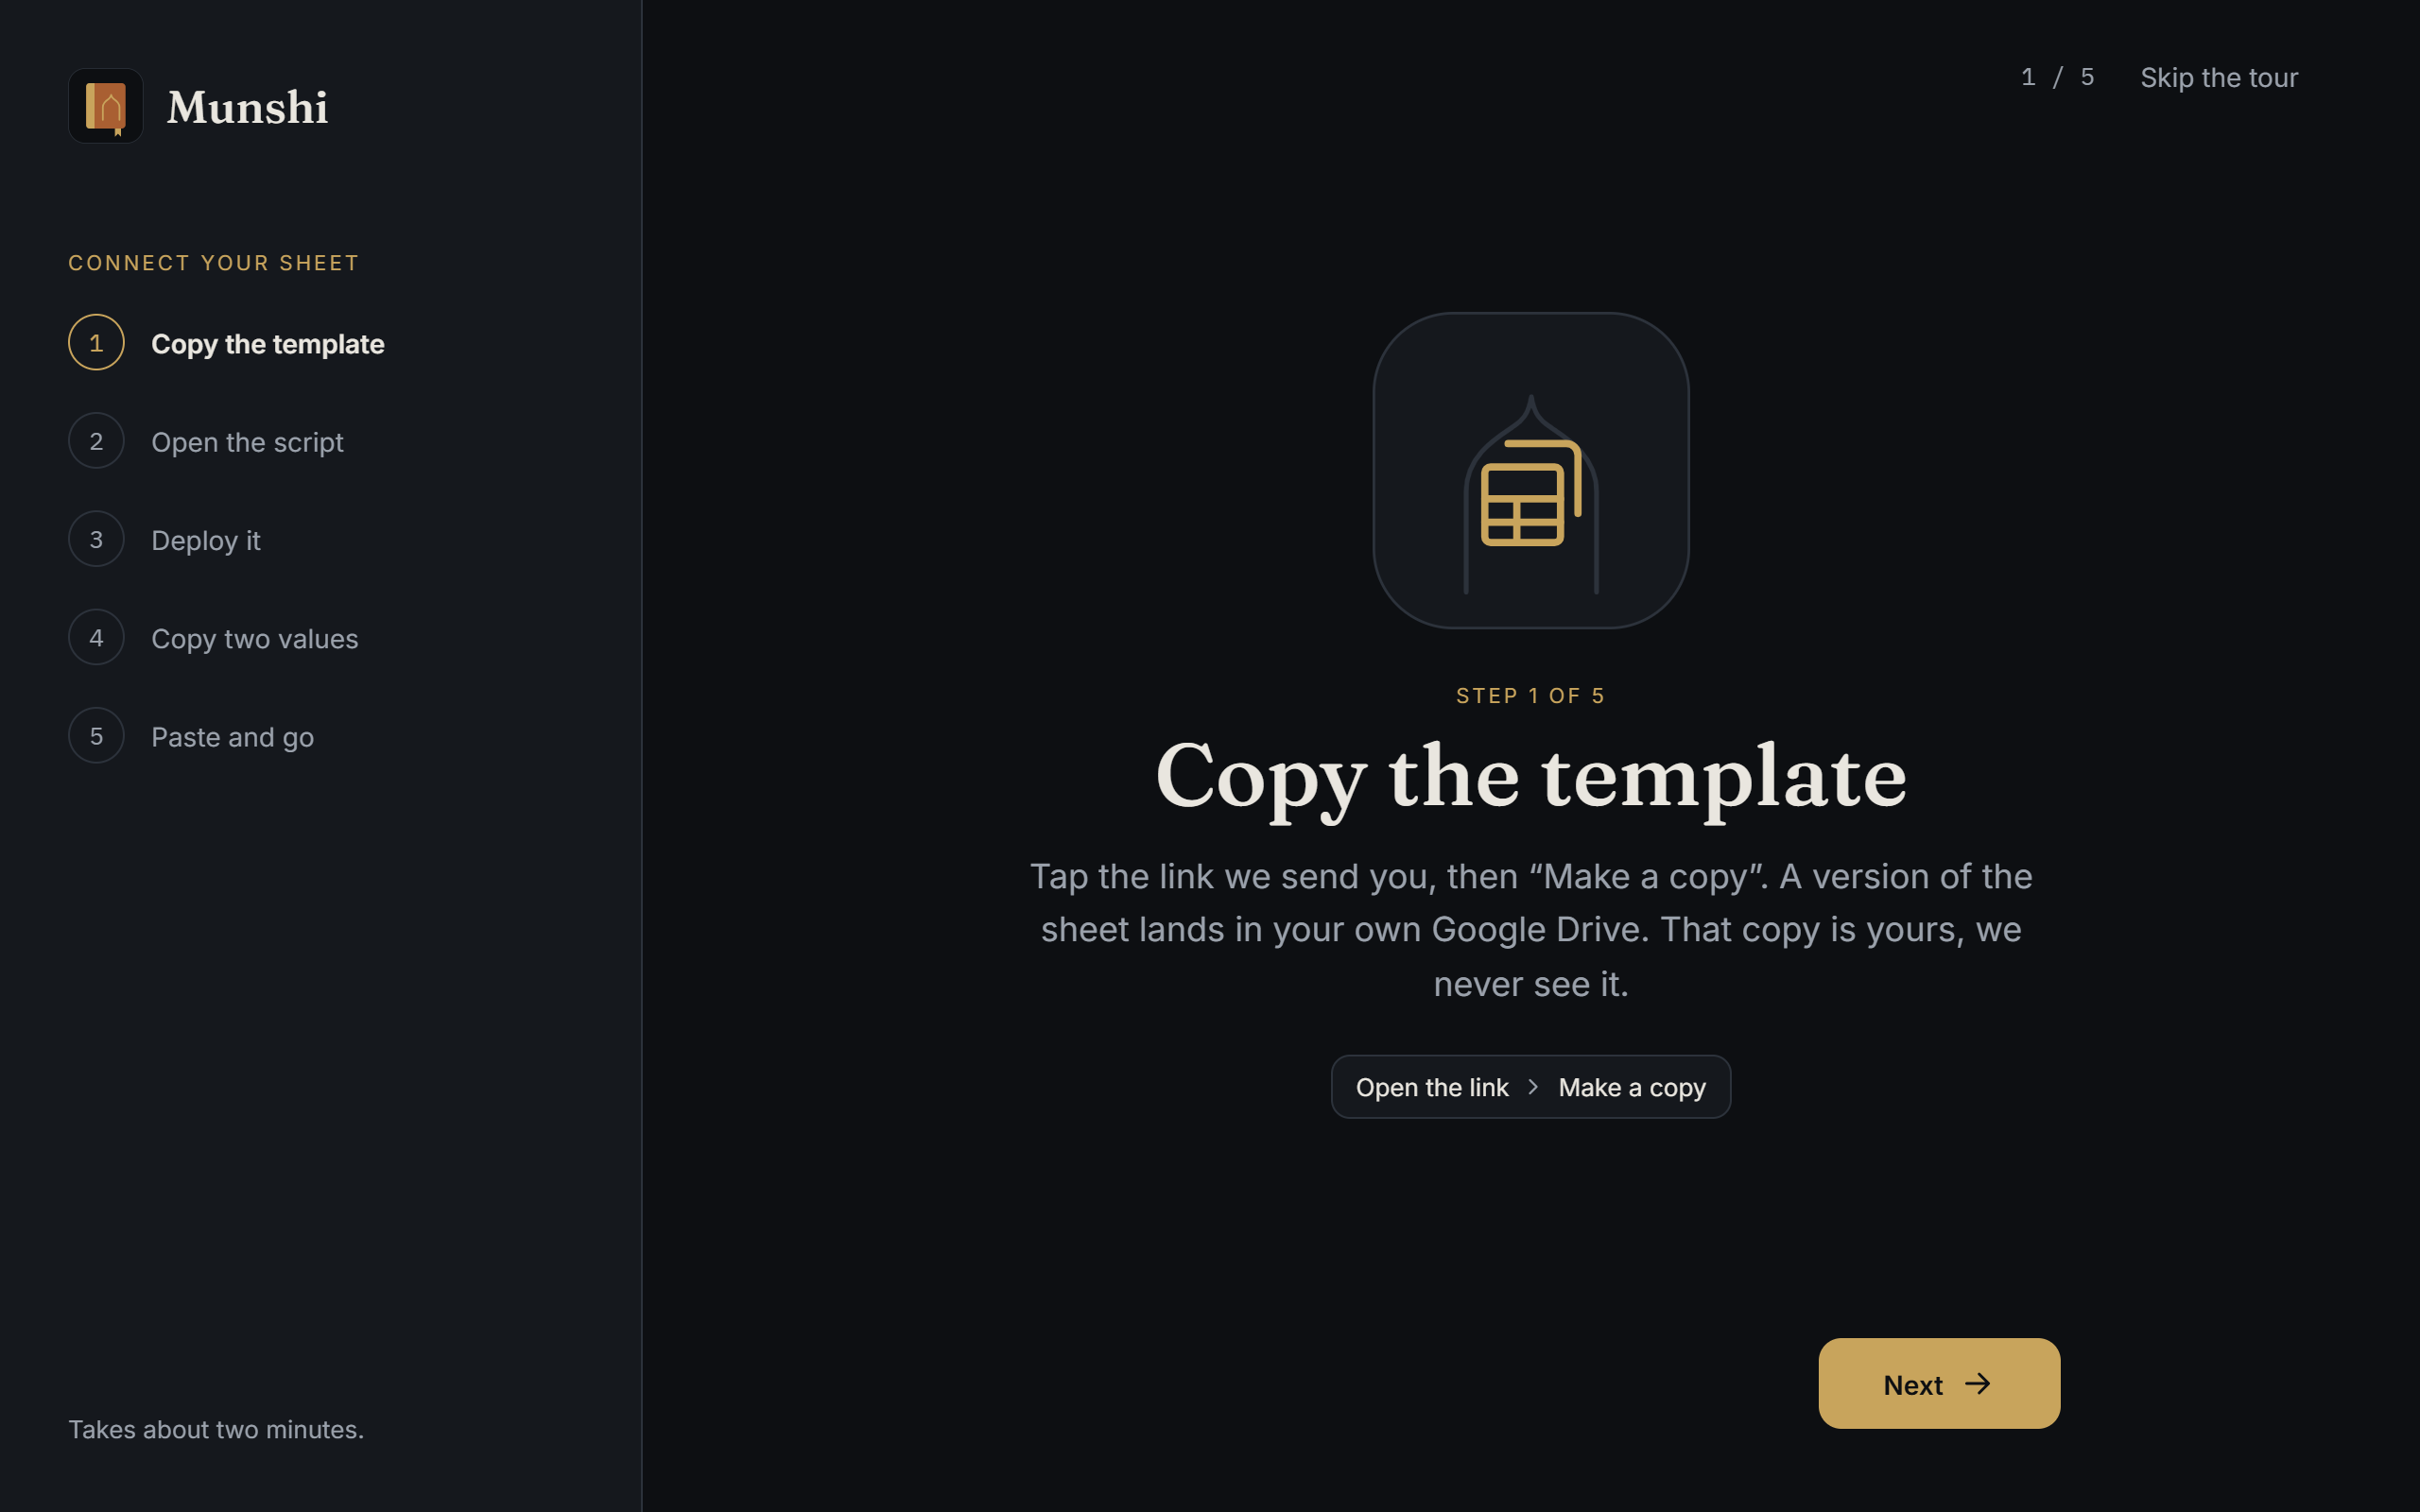 Munshi
CONNECT YOUR SHEET
1 Copy the template
2 Open the script
3 Deploy it
4 Copy two values
5 Paste and go
Takes about two minutes.
1 / 5 Skip the tour
STEP 1 OF 5
Copy the template
Tap the link we send you, then “Make a copy”. A version of the
sheet lands in your own Google Drive. That copy is yours, we
never see it.
Open the link > Make a copy
Next →